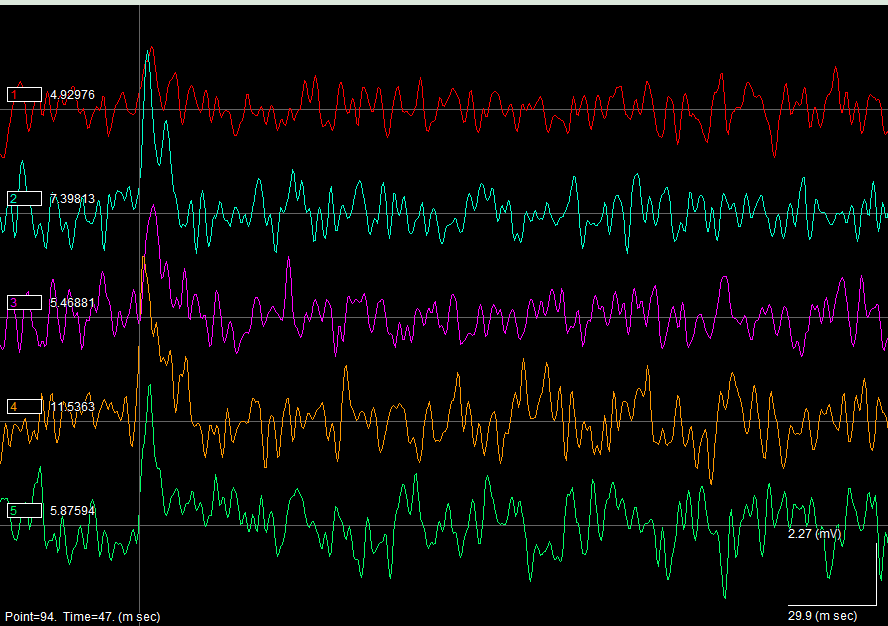 1 4.92976
2 7.39813
3 5.46881
4 11.5363
5 5.87594
2.27 (mV)
Point=94. Time=47. (m sec)
29.9 (m sec)